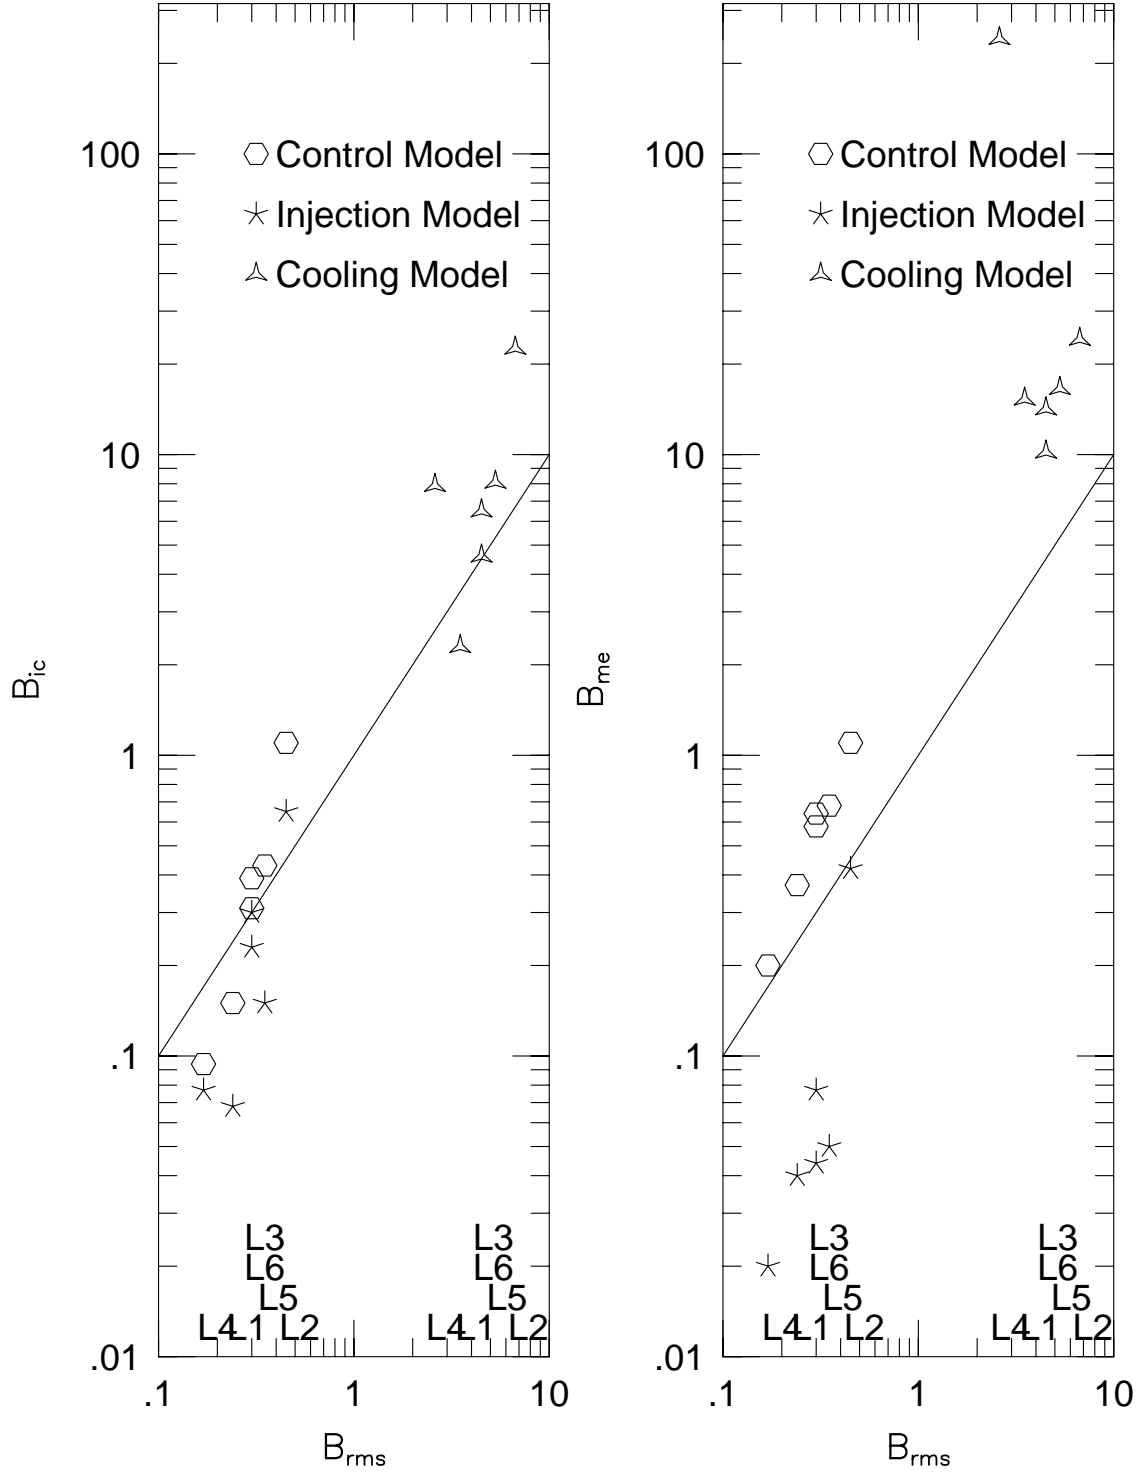 100
Control Model
Injection Model
Cooling Model
10
1
.1
.01
B_ic
L3 L3
L6 L6
L5 L5
L4 L1 L2 L4 L1 L2
.1 1 10
B_rms
100
Control Model
Injection Model
Cooling Model
10
1
.1
.01
B_me
L3 L3
L6 L6
L5 L5
L4 L1 L2 L4 L1 L2
.1 1 10
B_rms